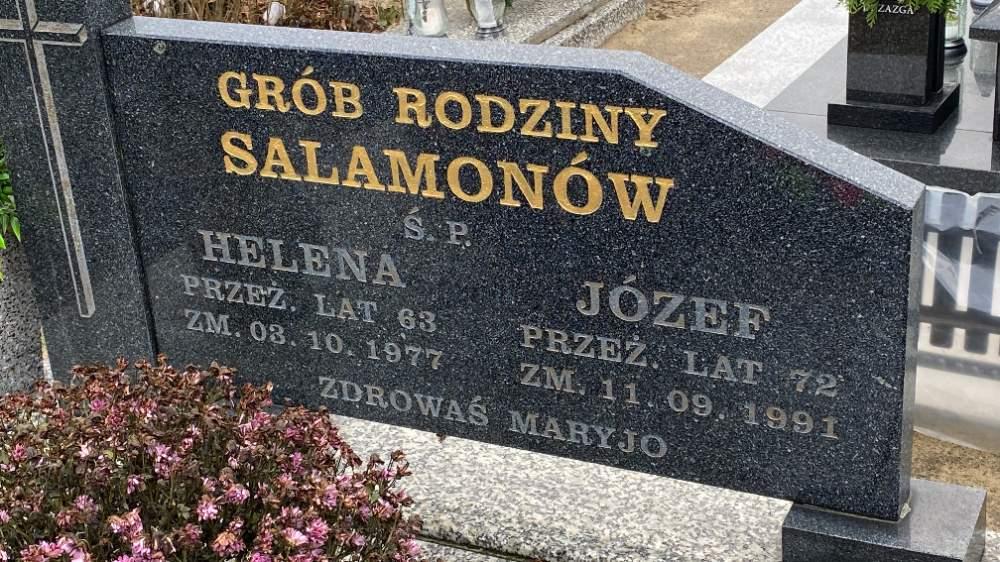 GRÓB RODZINY
SALAMONÓW
Ś. P.
HELENA
PRZEŻ. LAT 63
ZM. 03. 10. 1977
JÓZEF
PRZEŻ. LAT 72
ZM. 11. 09. 1991
ZDROWAŚ MARYJO
ZAZGA